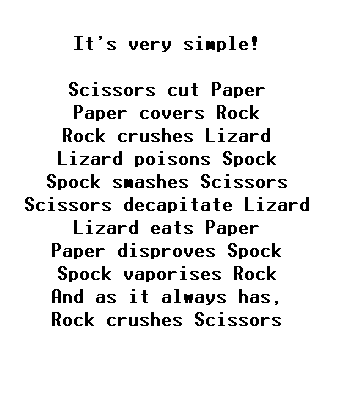 It's very simple!
Scissors cut Paper
Paper covers Rock
Rock crushes Lizard
Lizard poisons Spock
Spock smashes Scissors
Scissors decapitate Lizard
Lizard eats Paper
Paper disproves Spock
Spock vaporises Rock
And as it always has,
Rock crushes Scissors